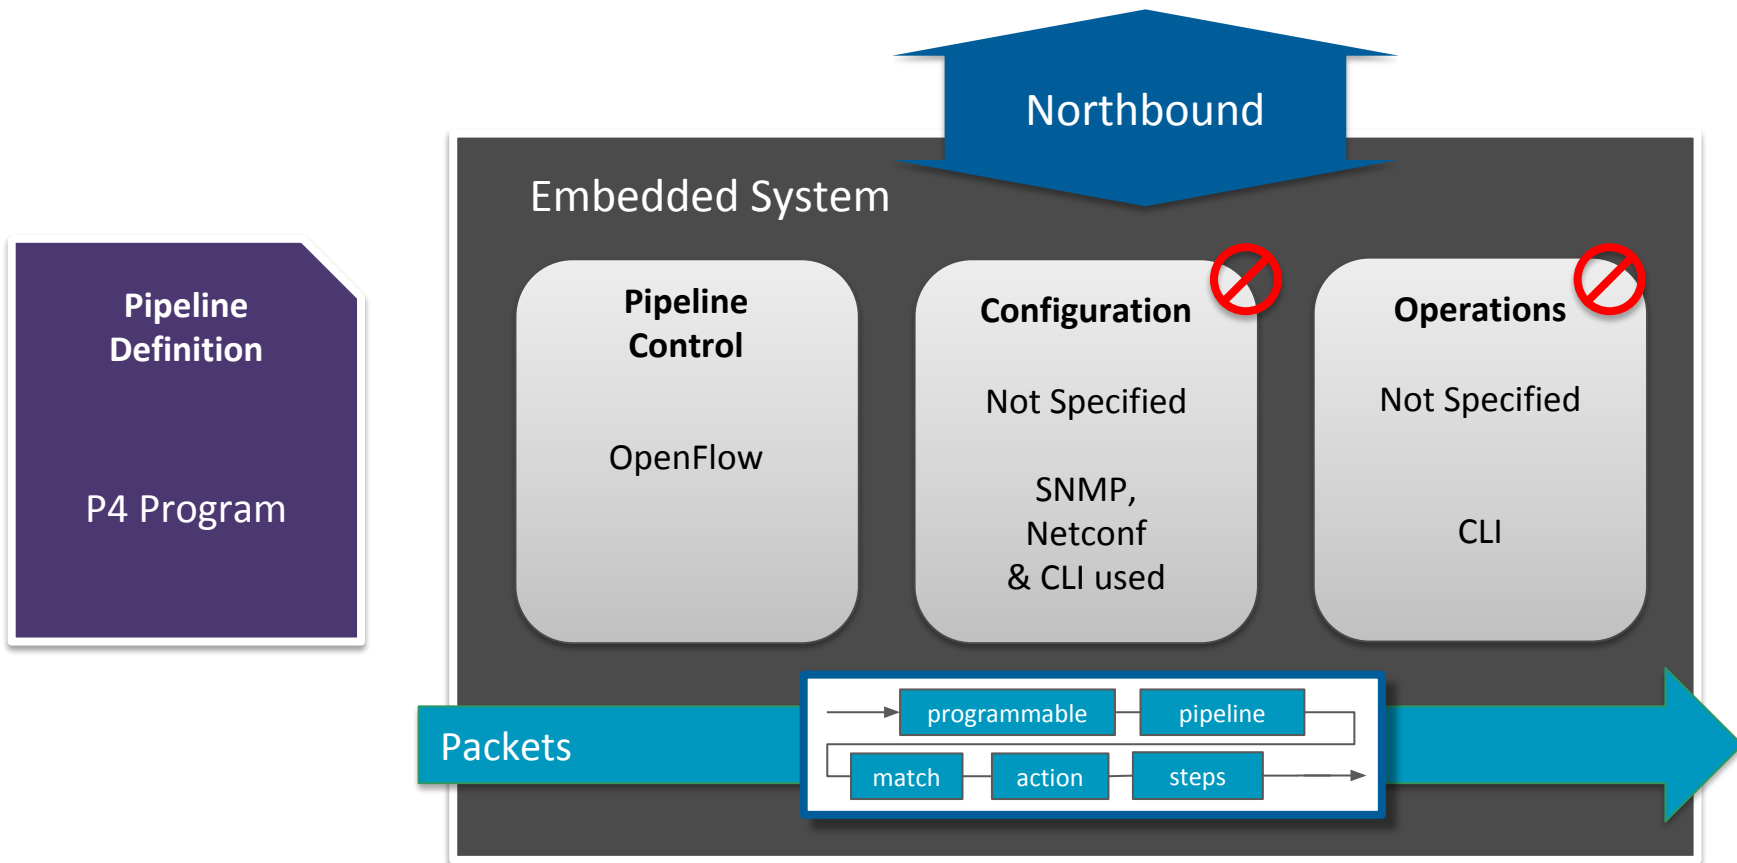 Northbound
Embedded System
Pipeline
Definition
P4 Program
Pipeline
Control
OpenFlow
Configuration
Not Specified
SNMP,
Netconf
& CLI used
Operations
Not Specified
CLI
Packets
programmable
pipeline
match
action
steps